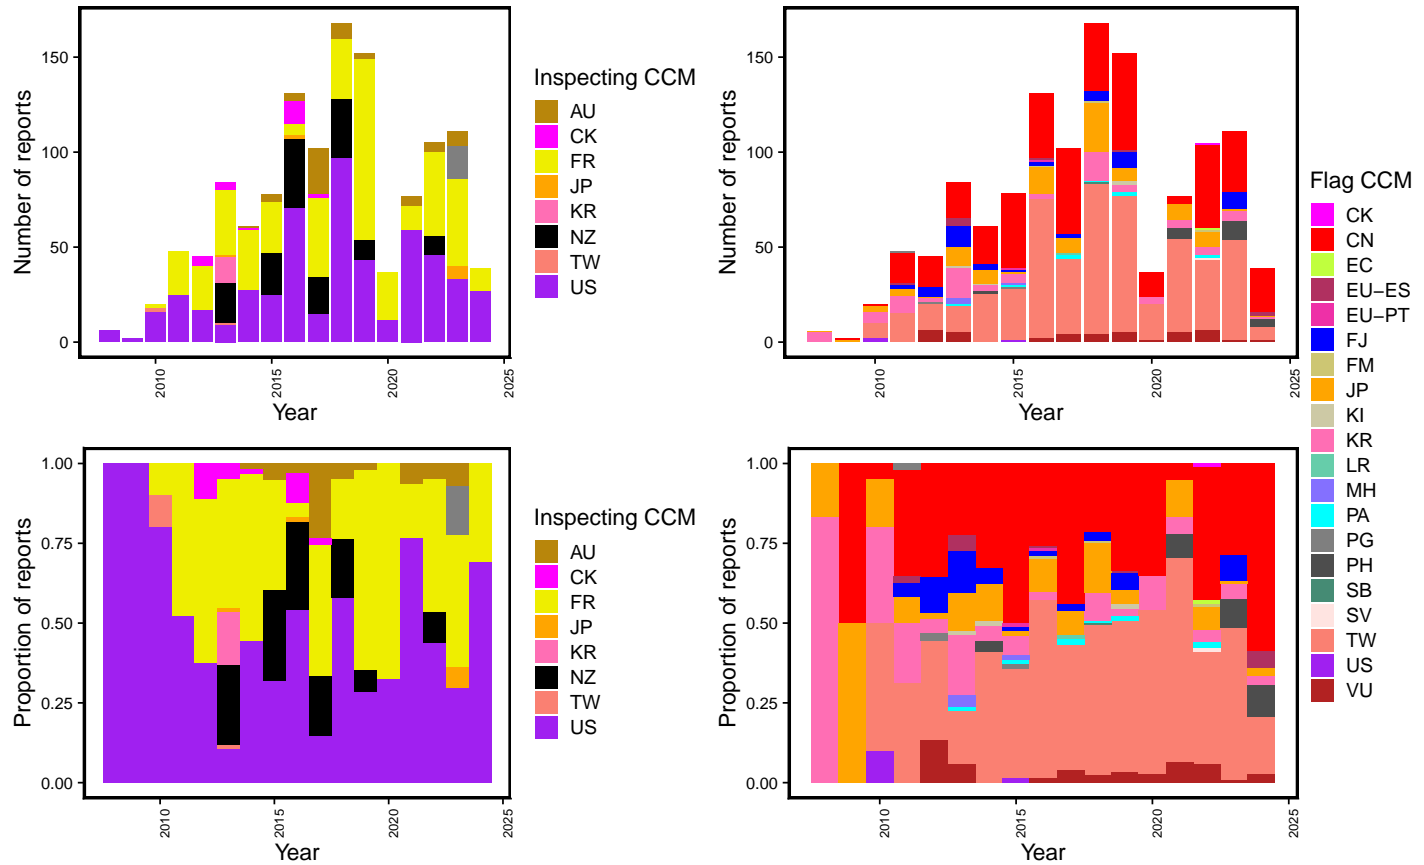 Number of reports
150
100
50
0
2010
2015
2020
2025
Year
Inspecting CCM
AU
CK
FR
JP
KR
NZ
TW
US
Number of reports
150
100
50
0
2010
2015
2020
2025
Year
Proportion of reports
1.00
0.75
0.50
0.25
0.00
2010
2015
2020
2025
Year
Inspecting CCM
AU
CK
FR
JP
KR
NZ
TW
US
Proportion of reports
1.00
0.75
0.50
0.25
0.00
2010
2015
2020
2025
Year
Flag CCM
CK
CN
EC
EU−ES
EU−PT
FJ
FM
JP
KI
KR
LR
MH
PA
PG
PH
SB
SV
TW
US
VU